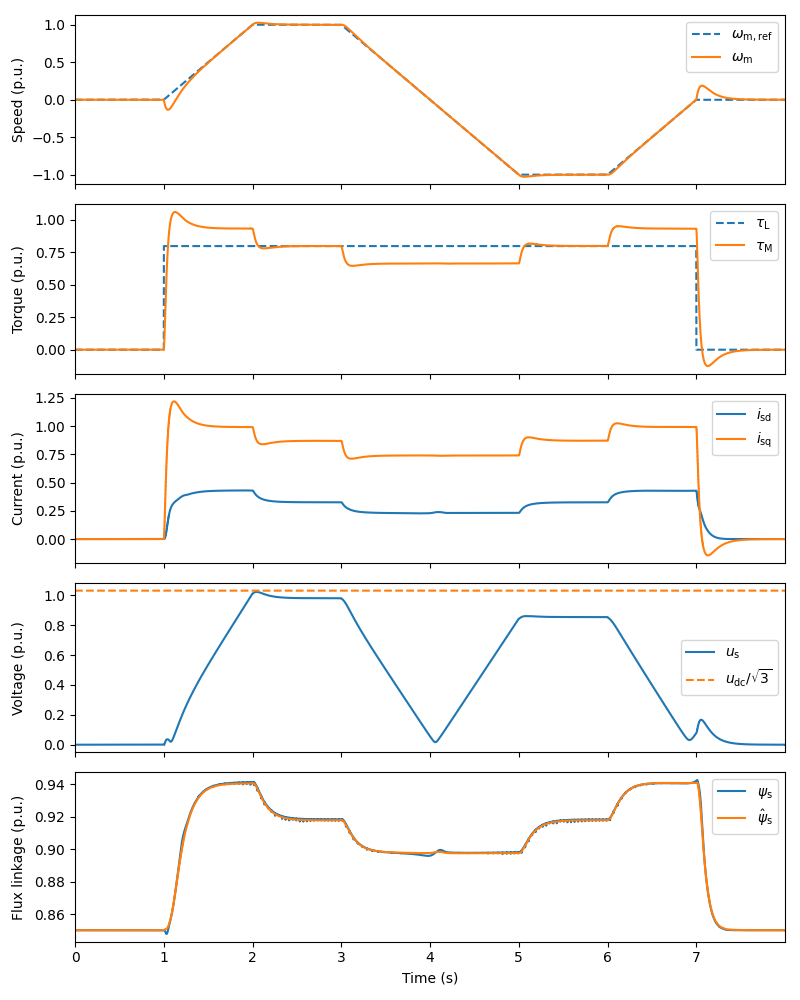 1.0
0.5
0.0
−0.5
−1.0
Speed (p.u.)
ω_m,ref
ω_m
1.00
0.75
0.50
0.25
0.00
Torque (p.u.)
τ_L
τ_M
1.25
1.00
0.75
0.50
0.25
0.00
Current (p.u.)
i_sd
i_sq
1.0
0.8
0.6
0.4
0.2
0.0
Voltage (p.u.)
u_s
u_dc/√3
0.94
0.92
0.90
0.88
0.86
Flux linkage (p.u.)
ψ_s
ψ̂_s
0 1 2 3 4 5 6 7
Time (s)